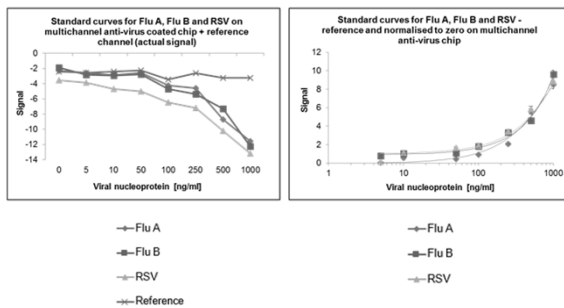 Standard curves for Flu A, Flu B and RSV on
multichannel anti-virus coated chip + reference
channel (actual signal)
0
-2
-4
-6
-8
-10
-12
-14
Signal
0 5 10 50 100 250 500 1000
Viral nucleoprotein [ng/ml]
Flu A
Flu B
RSV
Reference
Standard curves for Flu A, Flu B and RSV -
reference and normalised to zero on multichannel
anti-virus chip
12
10
8
6
4
2
0
Signal
1 10 100 1000
Viral nucleoprotein [ng/ml]
Flu A
Flu B
RSV